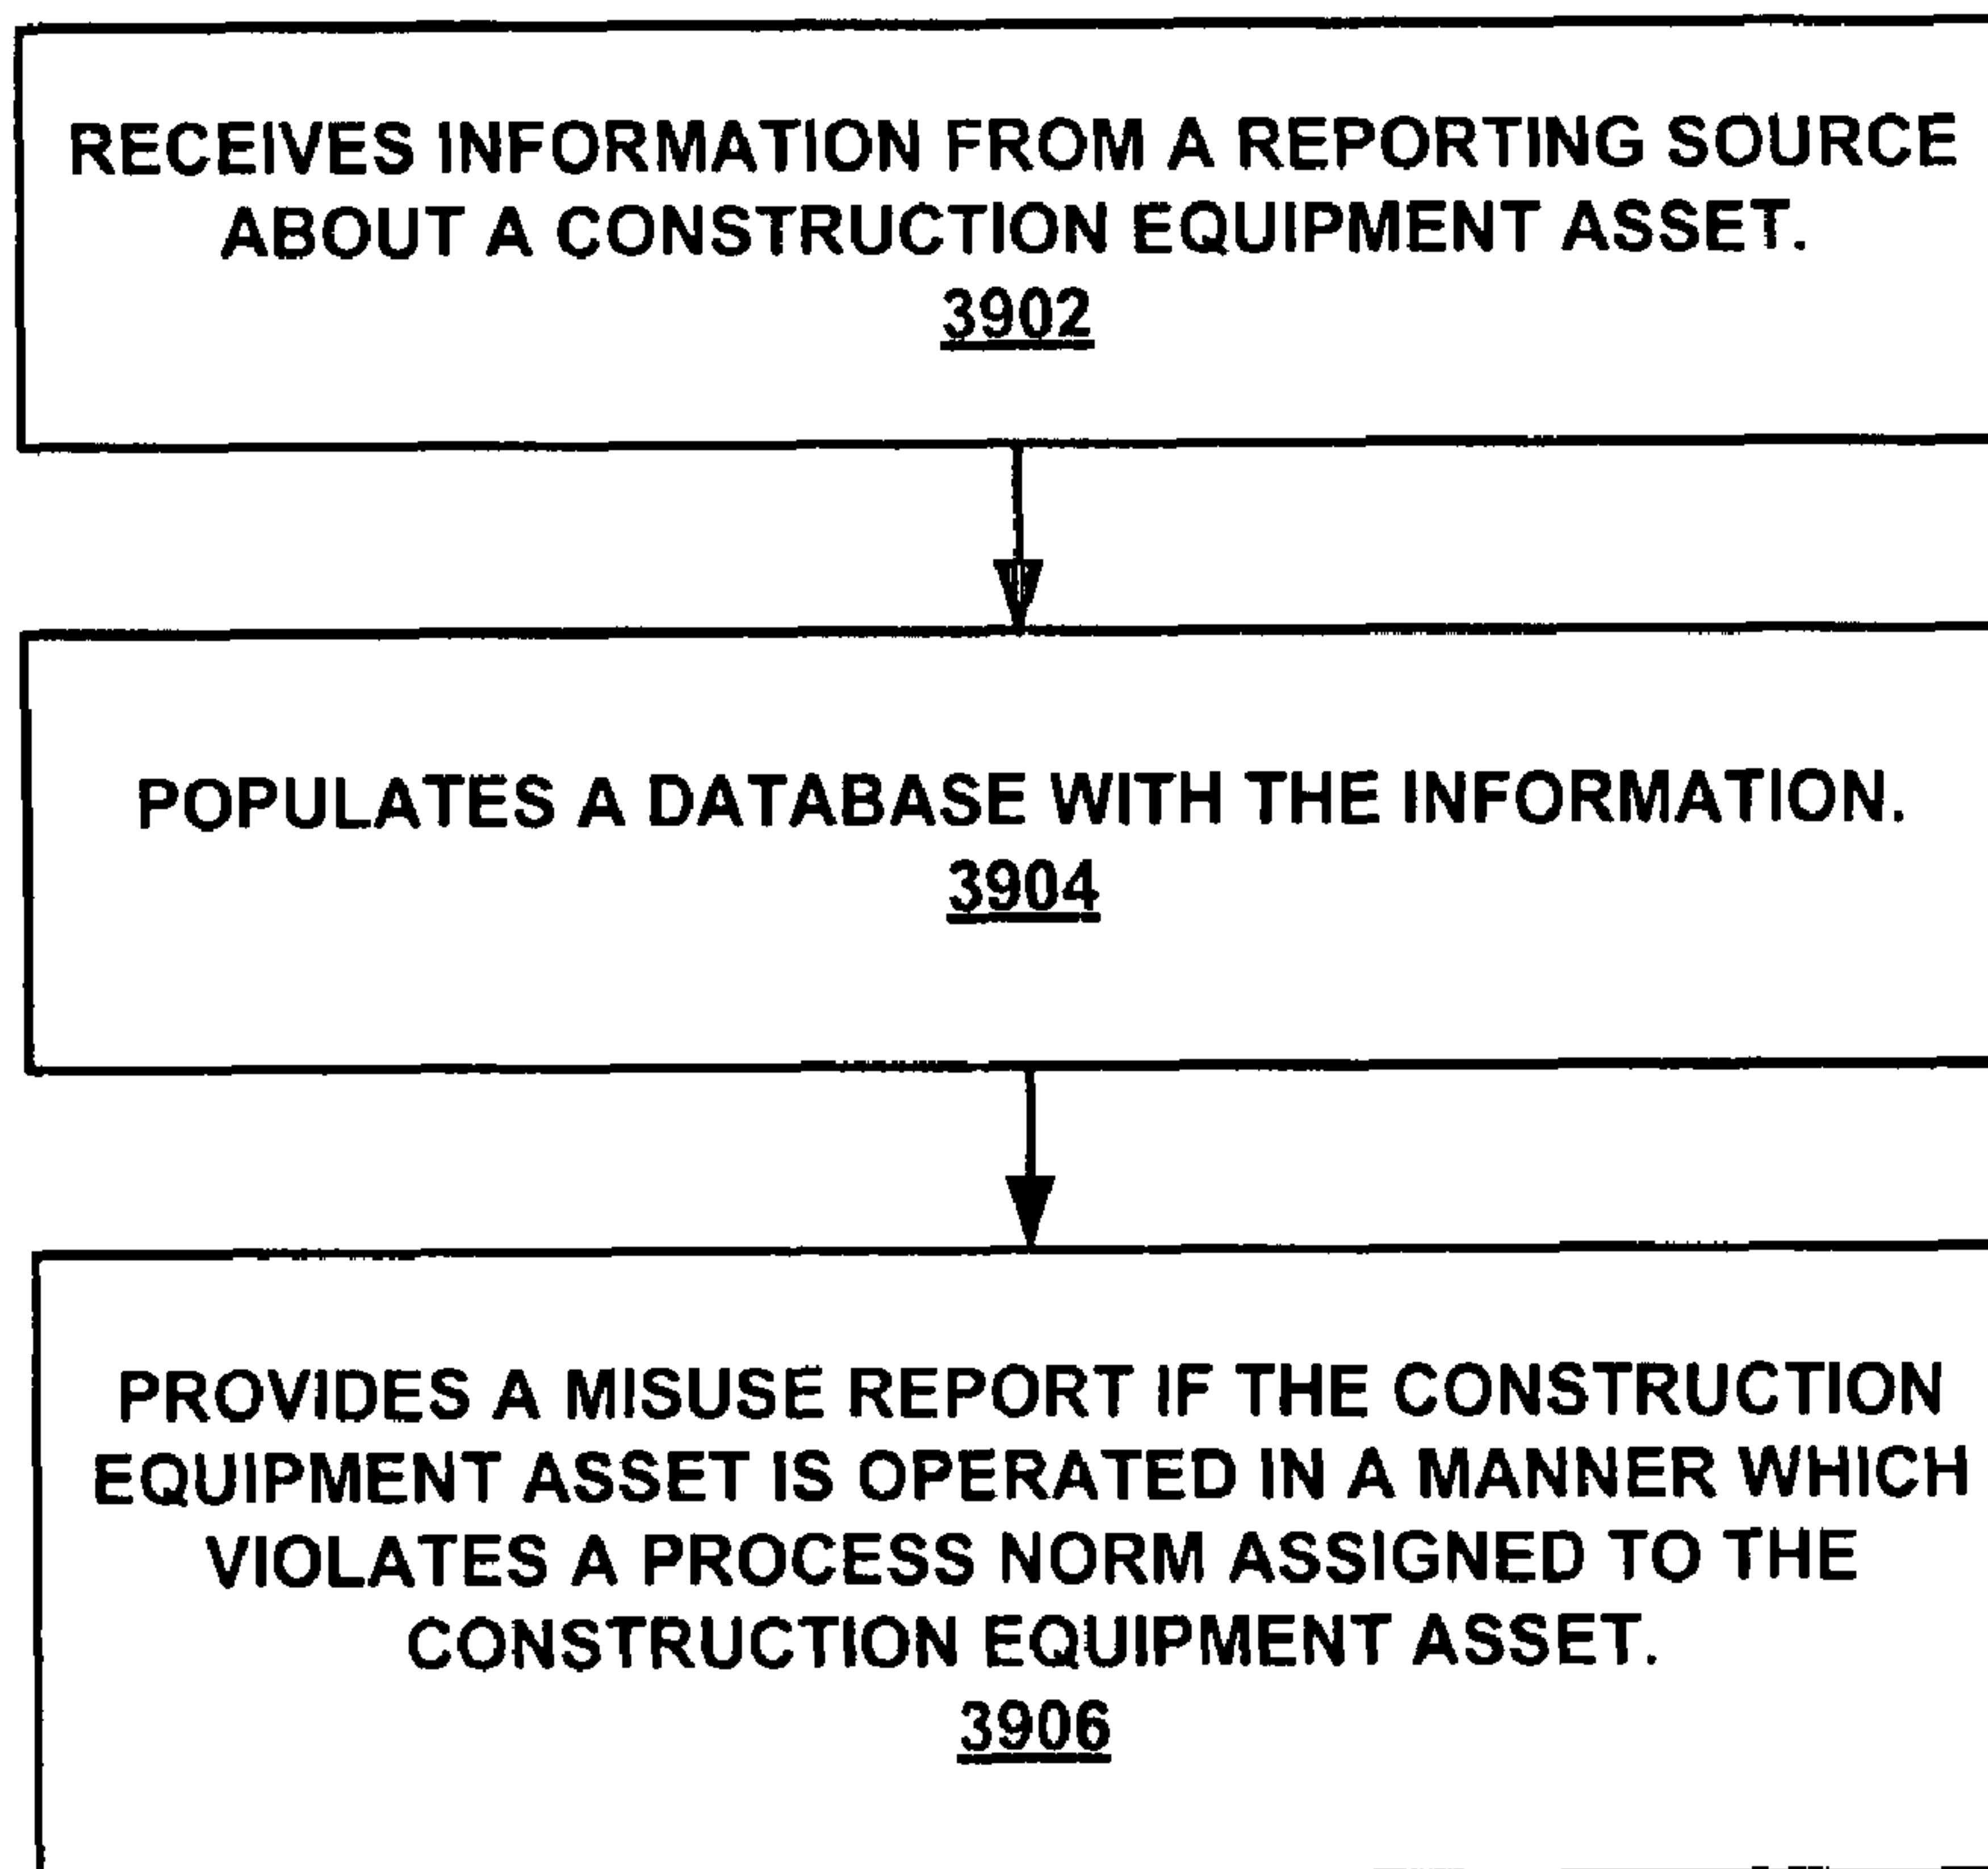 RECEIVES INFORMATION FROM A REPORTING SOURCE
ABOUT A CONSTRUCTION EQUIPMENT ASSET.
3902
POPULATES A DATABASE WITH THE INFORMATION.
3904
PROVIDES A MISUSE REPORT IF THE CONSTRUCTION
EQUIPMENT ASSET IS OPERATED IN A MANNER WHICH
VIOLATES A PROCESS NORM ASSIGNED TO THE
CONSTRUCTION EQUIPMENT ASSET.
3906